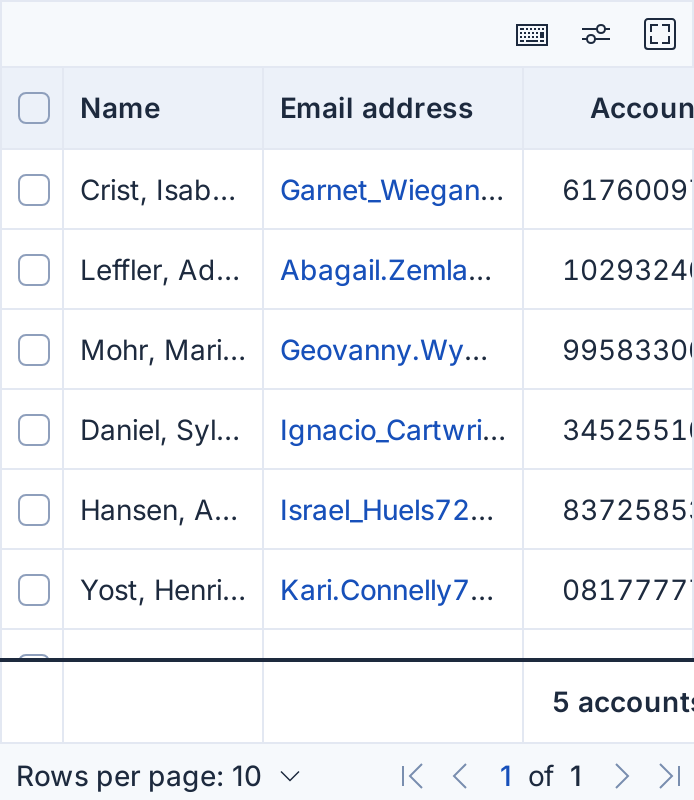 Name Email address Accoun
Crist, Isab... Garnet_Wiegan...6176009
Leffler, Ad... Abagail.Zemla... 1029324
Mohr, Mari... Geovanny.Wy... 9958330
Daniel, Syl... Ignacio_Cartwri... 3452551
Hansen, A... Israel_Huels72... 8372585
Yost, Henri... Kari.Connelly7... 0817777
5 accounts
Rows per page: 10 1 of 1